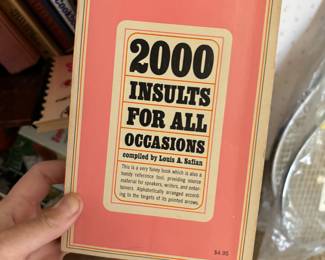 2000
INSULTS
FOR ALL
OCCASIONS
compiled by Louis A. Safian
This is a very funny book which is also a
handy reference tool, providing source
material for speakers, writers, and enter-
tainers. Alphabetically arranged accord-
ing to the targets of its pointed arrows.
$4.95